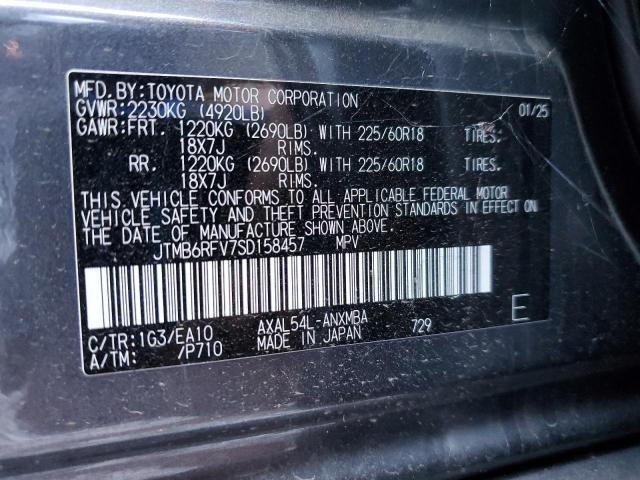 MFD.BY:TOYOTA MOTOR CORPORATION 01/25
GVWR:2230KG (4920LB)
GAWR:FRT. 1220KG (2690LB) WITH 225/60R18 TIRES.
18X7J RIMS.
RR. 1220KG (2690LB) WITH 225/60R18 TIRES.
18X7J RIMS.
THIS VEHICLE CONFORMS TO ALL APPLICABLE FEDERAL MOTOR
VEHICLE SAFETY AND THEFT PREVENTION STANDARDS IN EFFECT ON
THE DATE OF MANUFACTURE SHOWN ABOVE.
JTMB6RFV7SD158457 MPV
C/TR:1G3/EA10 AXAL54L-ANXMBA 729 E
A/TM: /P710 MADE IN JAPAN